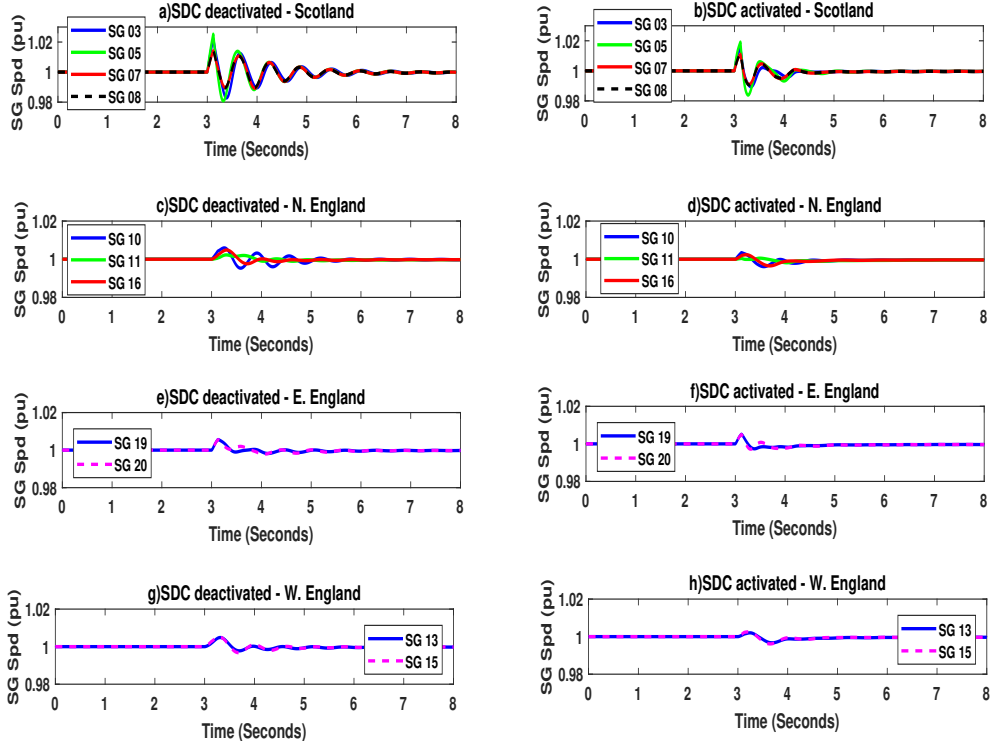 a)SDC deactivated - Scotland
SG Spd (pu)
1.02
1
0.98
SG 03
SG 05
SG 07
SG 08
0 1 2 3 4 5 6 7 8
Time (Seconds)
b)SDC activated - Scotland
SG Spd (pu)
1.02
1
0.98
SG 03
SG 05
SG 07
SG 08
0 1 2 3 4 5 6 7 8
Time (Seconds)
c)SDC deactivated - N. England
SG Spd (pu)
1.02
1
0.98
SG 10
SG 11
SG 16
0 1 2 3 4 5 6 7 8
Time (Seconds)
d)SDC activated - N. England
SG Spd (pu)
1.02
1
0.98
SG 10
SG 11
SG 16
0 1 2 3 4 5 6 7 8
Time (Seconds)
e)SDC deactivated - E. England
SG Spd (pu)
1.02
1
0.98
SG 19
SG 20
0 1 2 3 4 5 6 7 8
Time (Seconds)
f)SDC activated - E. England
SG Spd (pu)
1.02
1
0.98
SG 19
SG 20
0 1 2 3 4 5 6 7 8
Time (Seconds)
g)SDC deactivated - W. England
SG Spd (pu)
1.02
1
0.98
SG 13
SG 15
0 1 2 3 4 5 6 7 8
Time (Seconds)
h)SDC activated - W. England
SG Spd (pu)
1.02
1
0.98
SG 13
SG 15
0 1 2 3 4 5 6 7 8
Time (Seconds)